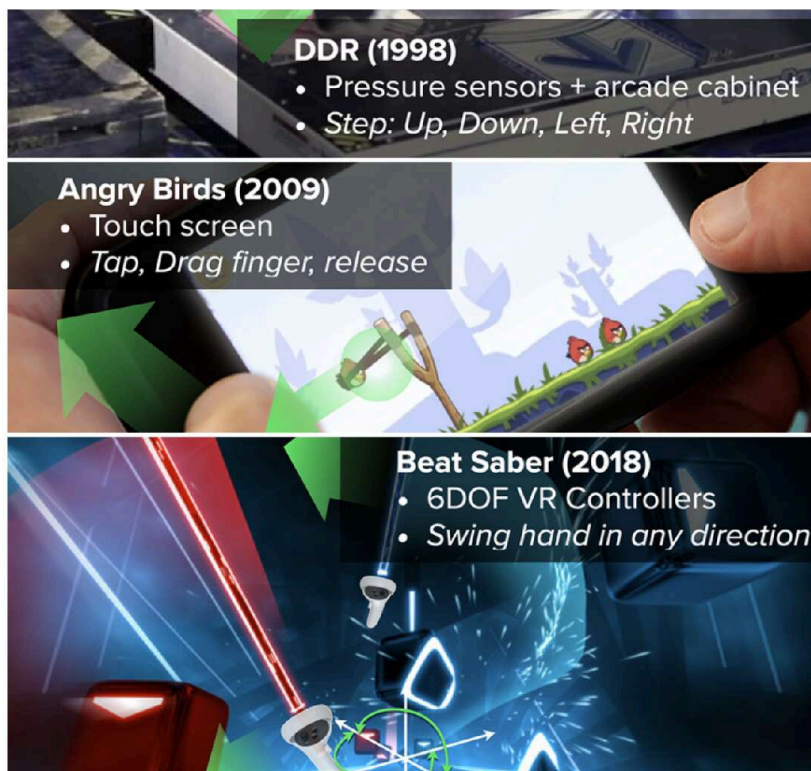 DDR (1998)
• Pressure sensors + arcade cabinet
• Step: Up, Down, Left, Right
Angry Birds (2009)
• Touch screen
• Tap, Drag finger, release
Beat Saber (2018)
• 6DOF VR Controllers
• Swing hand in any direction